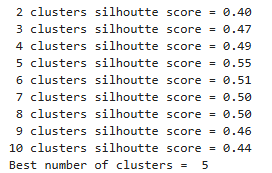 2 clusters silhoutte score = 0.40
3 clusters silhoutte score = 0.47
4 clusters silhoutte score = 0.49
5 clusters silhoutte score = 0.55
6 clusters silhoutte score = 0.51
7 clusters silhoutte score = 0.50
8 clusters silhoutte score = 0.50
9 clusters silhoutte score = 0.46
10 clusters silhoutte score = 0.44
Best number of clusters =  5